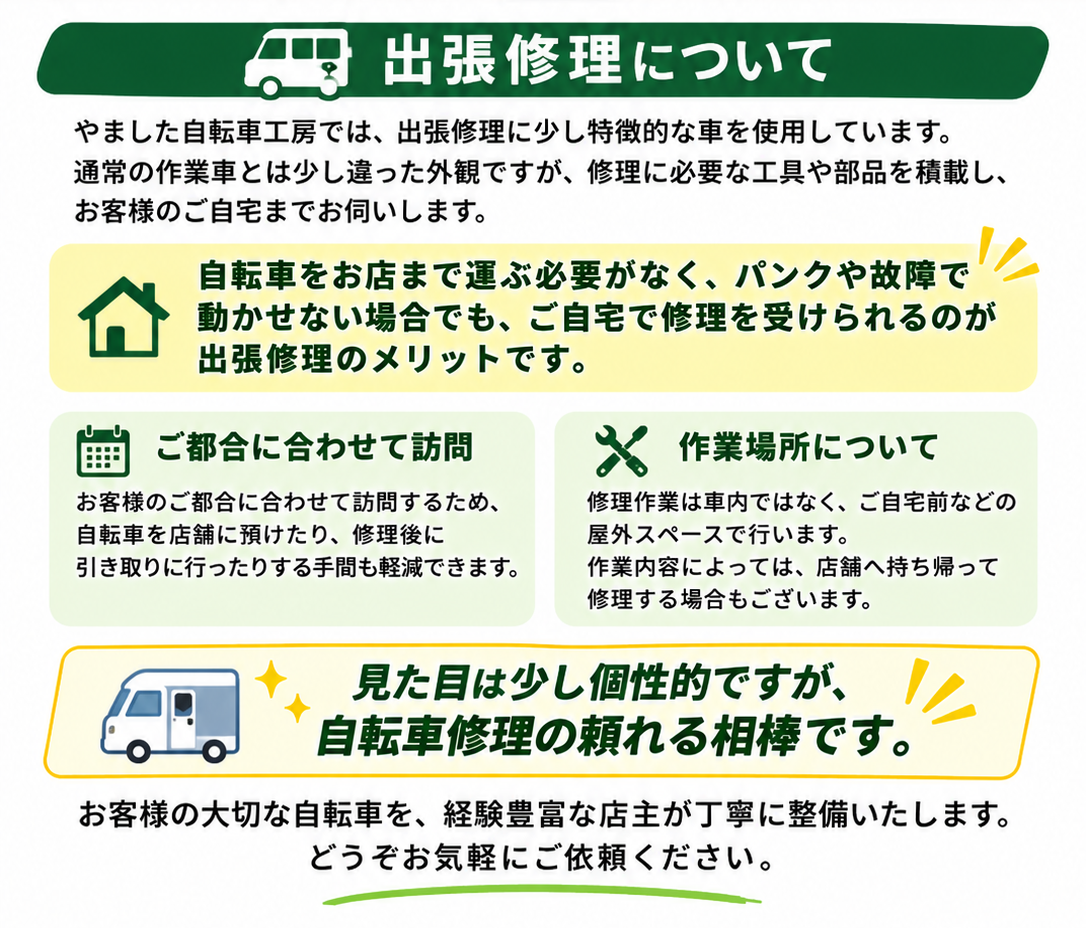 出張修理について
やました自転車工房では、出張修理に少し特徴的な車を使用しています。
通常の作業車とは少し違った外観ですが、修理に必要な工具や部品を積載し、
お客様のご自宅までお伺いします。
自転車をお店まで運ぶ必要がなく、パンクや故障で
動かせない場合でも、ご自宅で修理を受けられるのが
出張修理のメリットです。
ご都合に合わせて訪問
お客様のご都合に合わせて訪問するため、
自転車を店舗に預けたり、修理後に
引き取りに行ったりする手間も軽減できます。
作業場所について
修理作業は車内ではなく、ご自宅前などの
屋外スペースで行います。
作業内容によっては、店舗へ持ち帰って
修理する場合もございます。
見た目は少し個性的ですが、
自転車修理の頼れる相棒です。
お客様の大切な自転車を、経験豊富な店主が丁寧に整備いたします。
どうぞお気軽にご依頼ください。